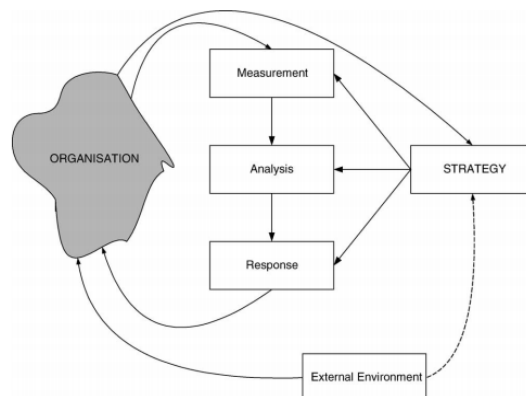 Measurement
ORGANISATION
Analysis
STRATEGY
Response
External Environment